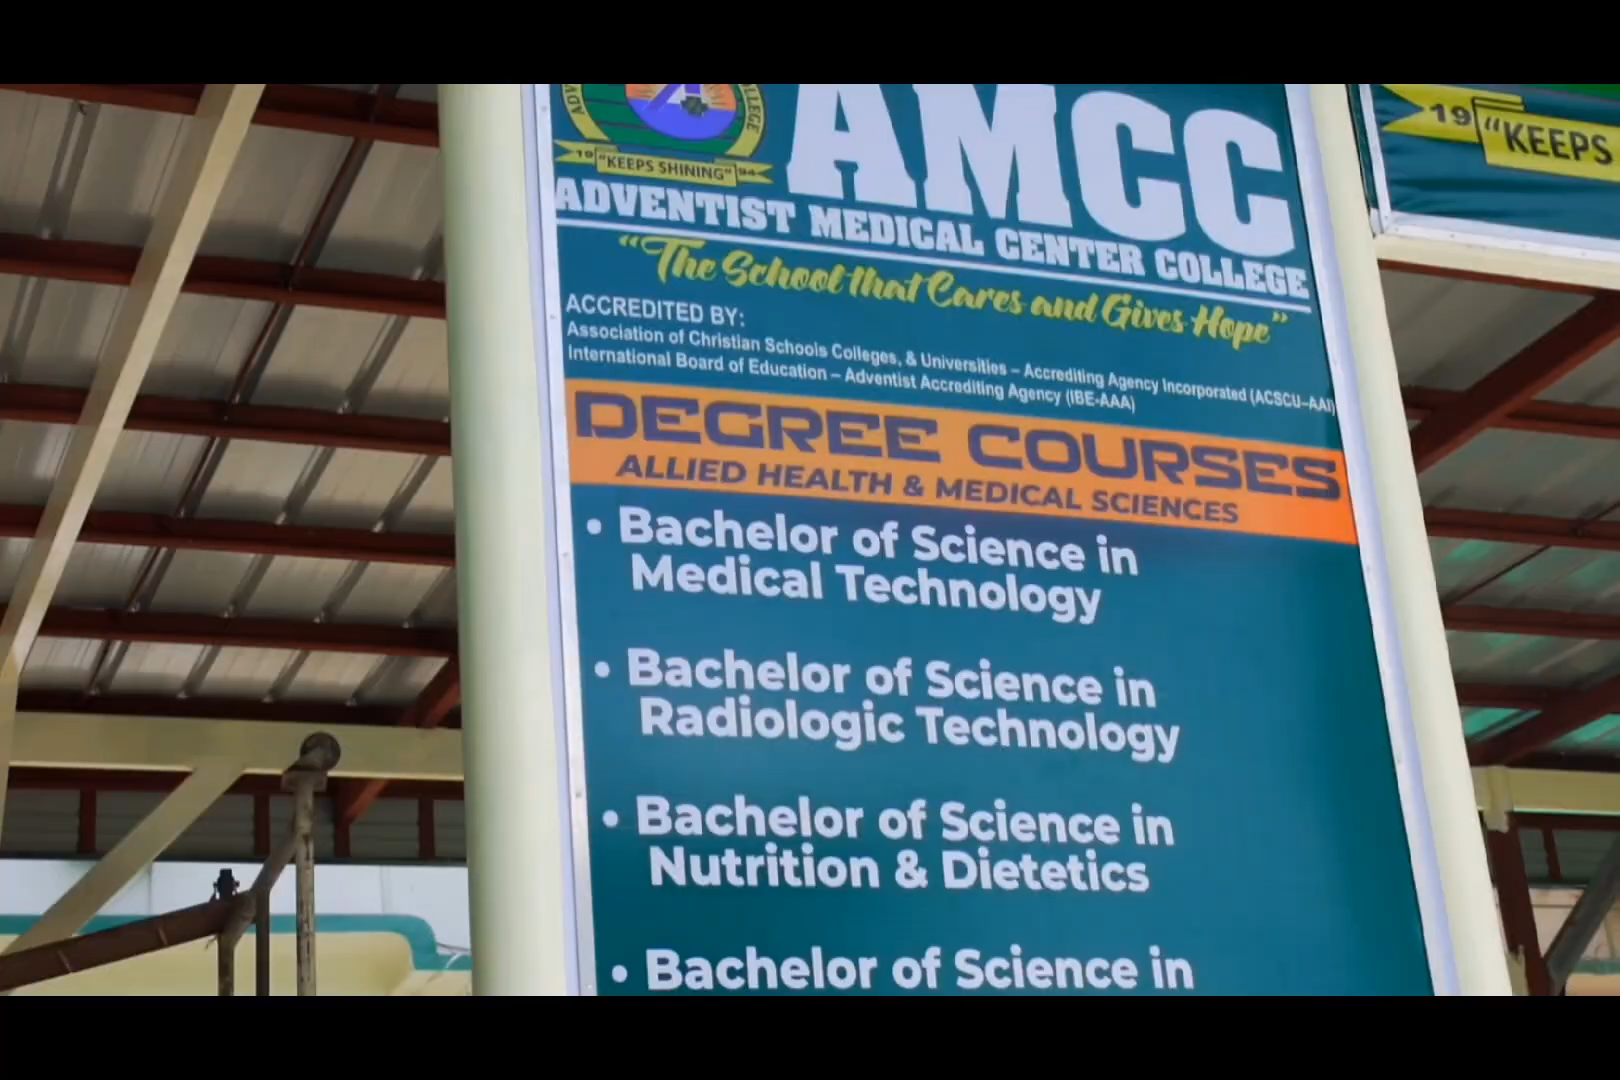 AMCC
19 "KEEPS SHINING" 94
ADVENTIST MEDICAL CENTER COLLEGE
"The School that Cares and Gives Hope"
ACCREDITED BY:
Association of Christian Schools Colleges, & Universities – Accrediting Agency Incorporated (ACSCU–AAI)
International Board of Education – Adventist Accrediting Agency (IBE-AAA)
DEGREE COURSES
ALLIED HEALTH & MEDICAL SCIENCES
• Bachelor of Science in
Medical Technology
• Bachelor of Science in
Radiologic Technology
• Bachelor of Science in
Nutrition & Dietetics
• Bachelor of Science in
19 "KEEPS